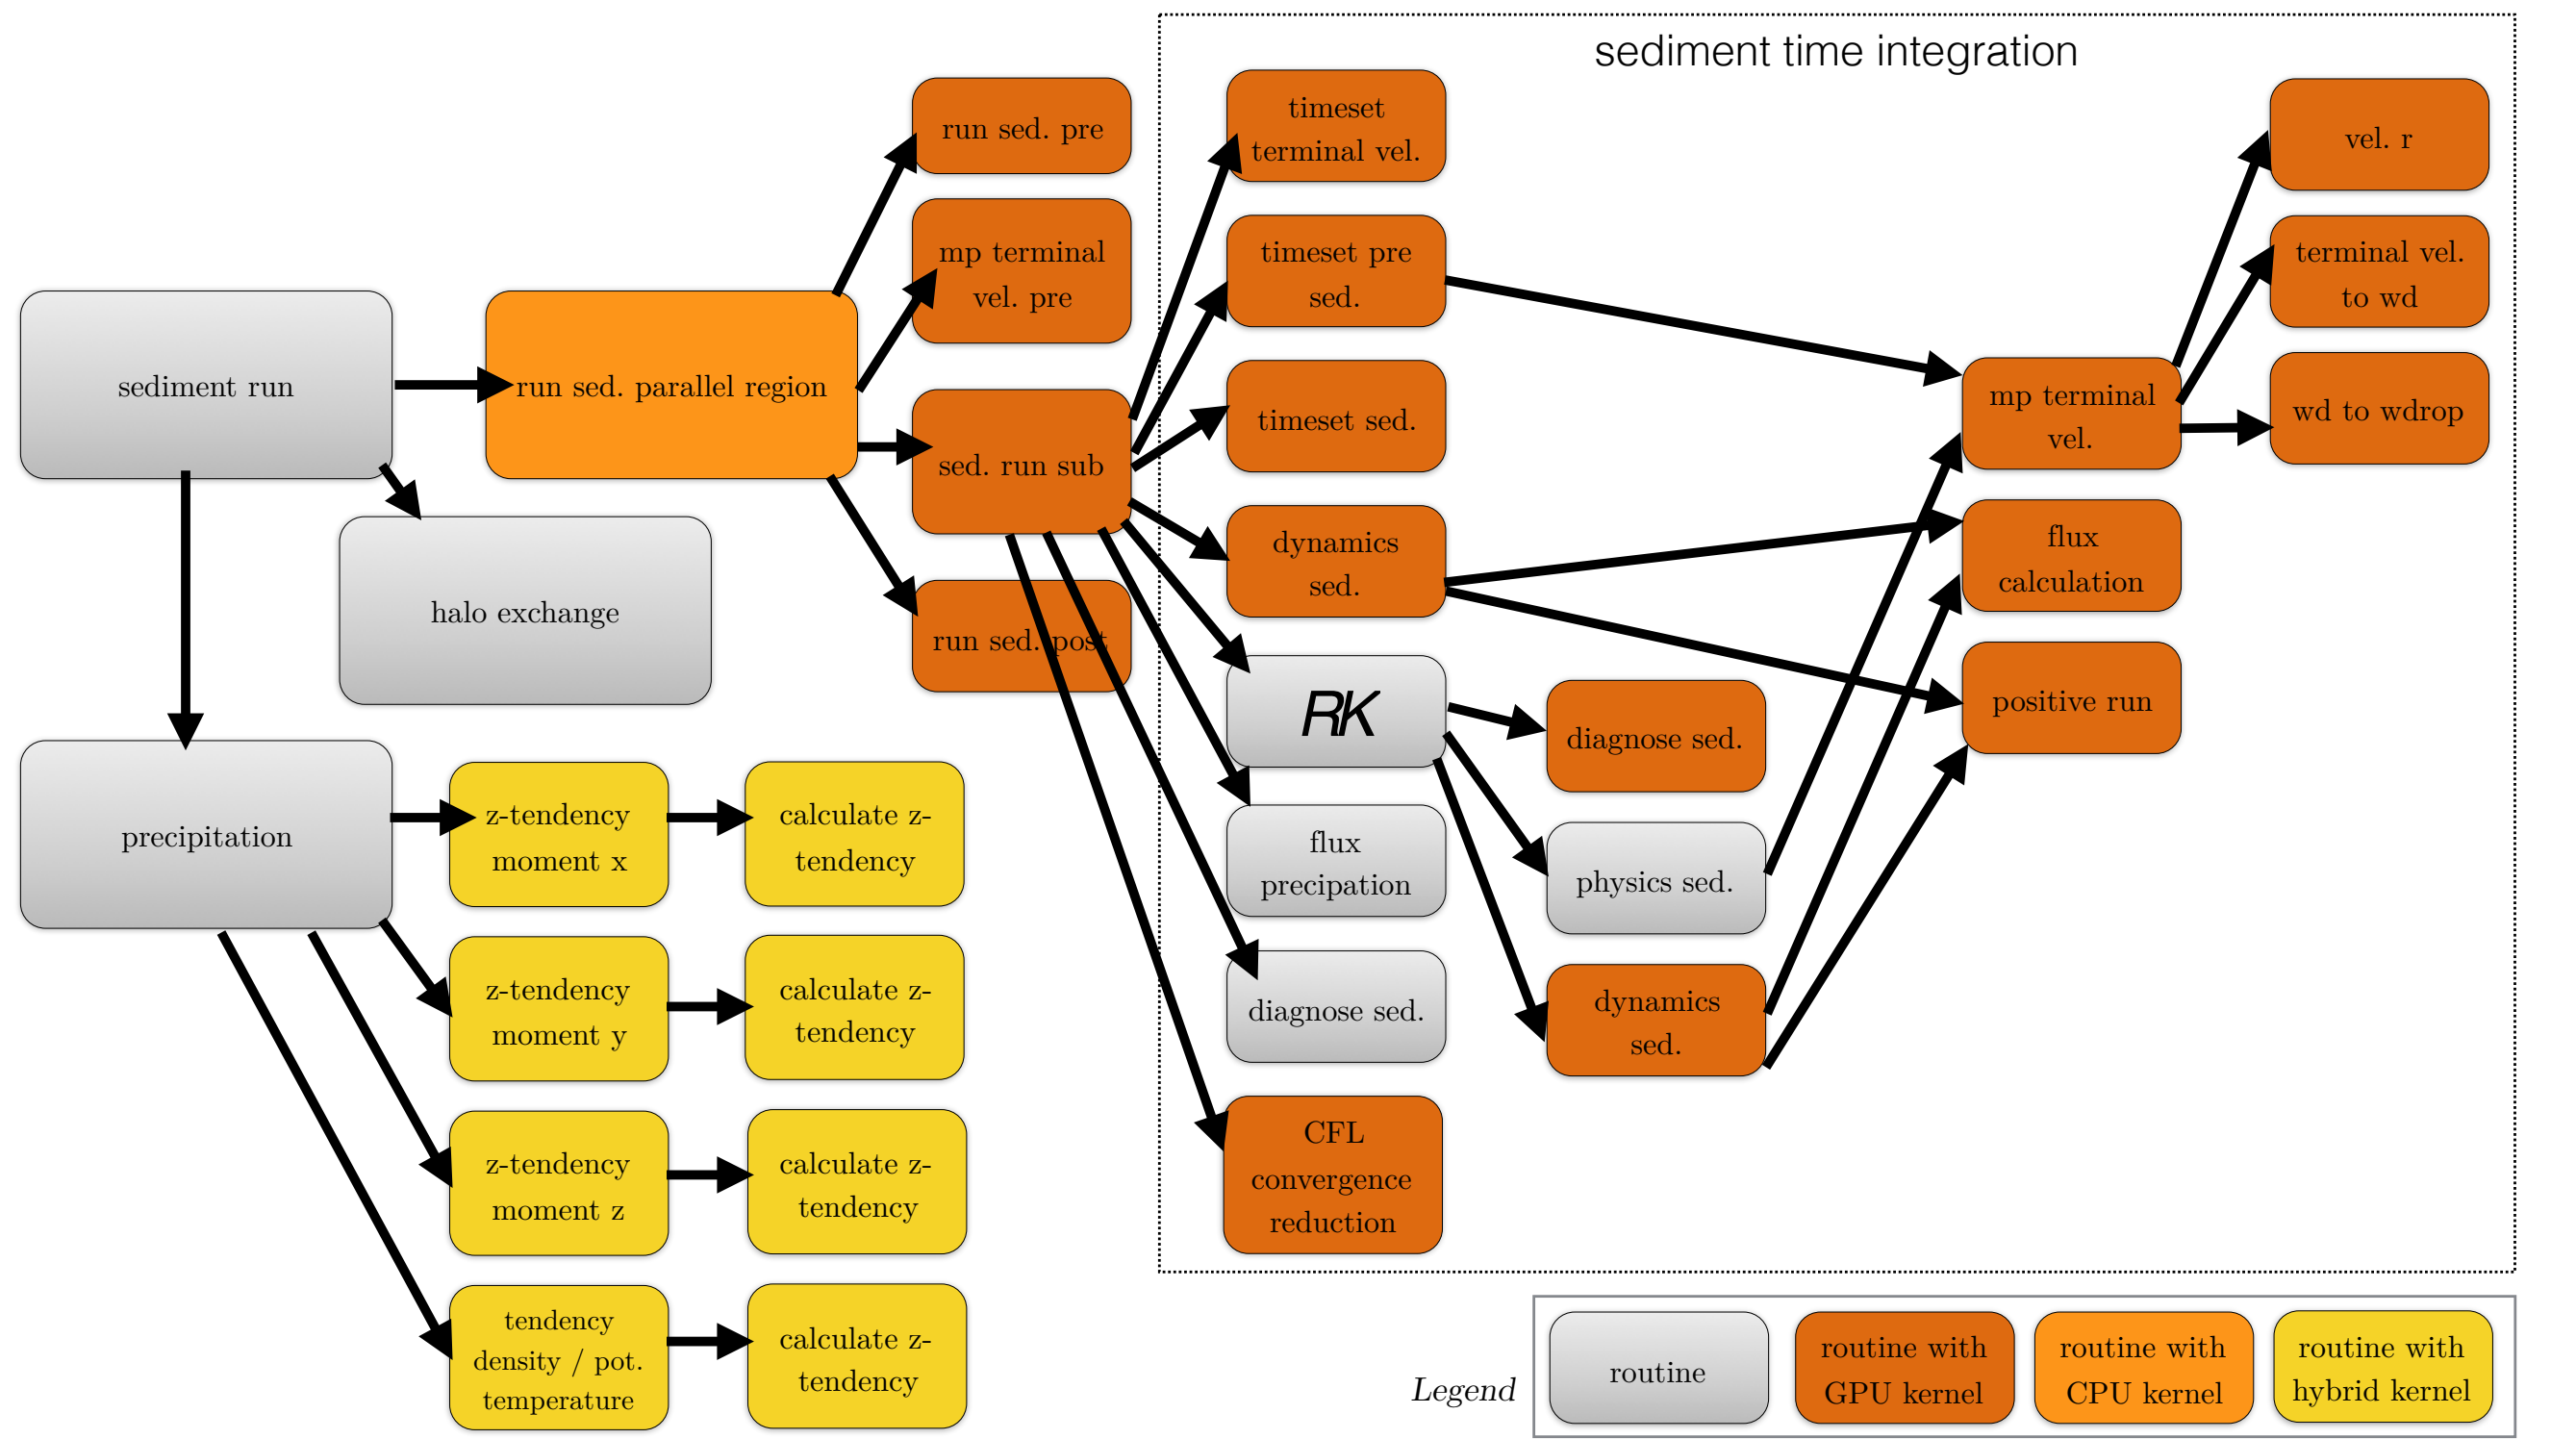 sediment time integration
run sed. pre
timeset
terminal vel.
vel. r
mp terminal
vel. pre
timeset pre
sed.
terminal vel.
to wd
sediment run
run sed. parallel region
sed. run sub
timeset sed.
mp terminal
vel.
wd to wdrop
halo exchange
run sed. post
dynamics
sed.
flux
calculation
RK
diagnose sed.
positive run
precipitation
z-tendency
moment x
calculate z-
tendency
flux
precipation
physics sed.
z-tendency
moment y
calculate z-
tendency
diagnose sed.
dynamics
sed.
z-tendency
moment z
calculate z-
tendency
CFL
convergence
reduction
tendency
density / pot.
temperature
calculate z-
tendency
Legend
routine
routine with
GPU kernel
routine with
CPU kernel
routine with
hybrid kernel